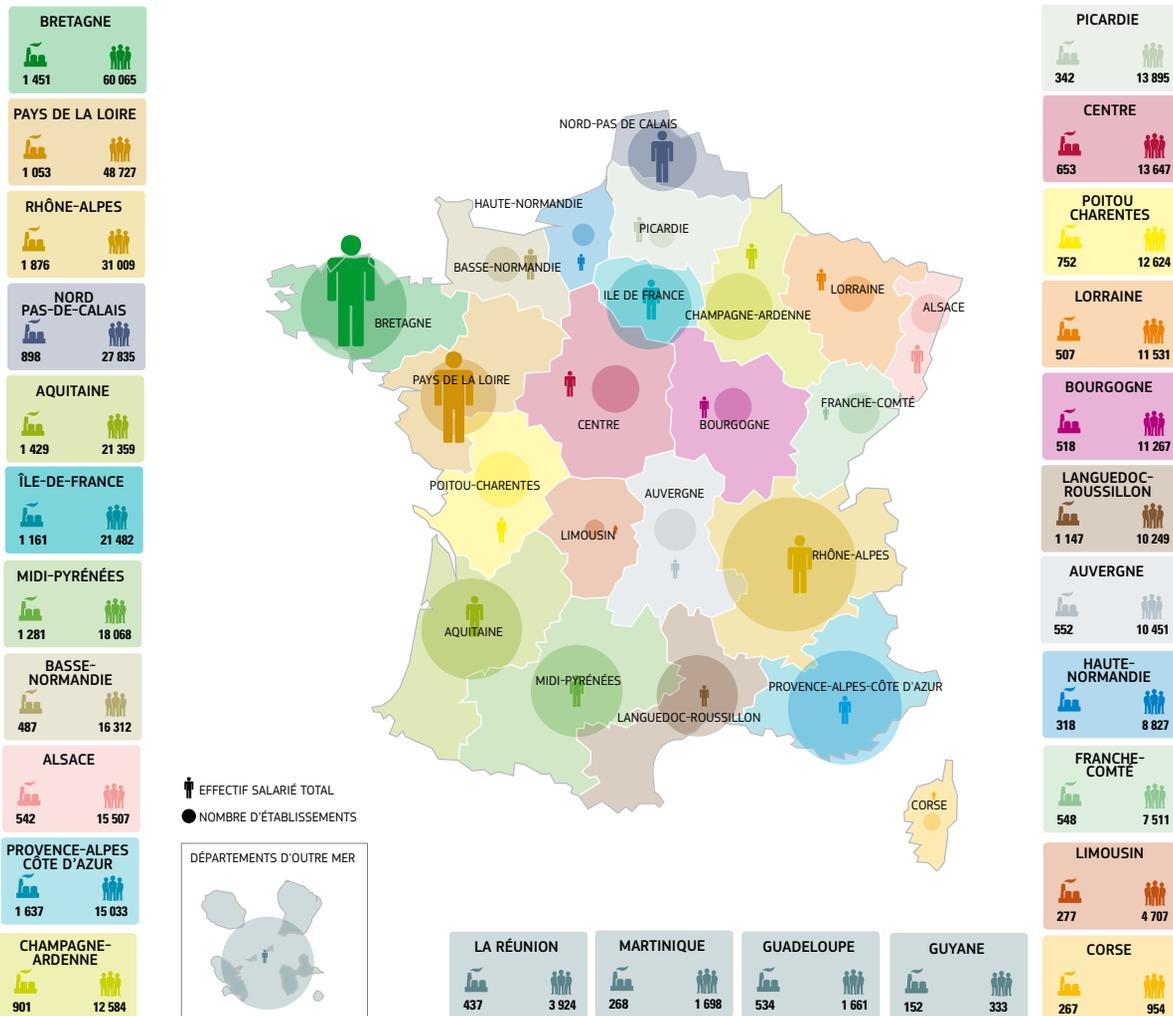 BRETAGNE
1 451 60 065
PAYS DE LA LOIRE
1 053 48 727
RHÔNE-ALPES
1 876 31 009
NORD
PAS-DE-CALAIS
898 27 835
AQUITAINE
1 429 21 359
ÎLE-DE-FRANCE
1 161 21 482
MIDI-PYRÉNÉES
1 281 18 068
BASSE-
NORMANDIE
487 16 312
ALSACE
542 15 507
PROVENCE-ALPES
CÔTE D'AZUR
1 637 15 033
CHAMPAGNE-
ARDENNE
901 12 584
NORD-PAS DE CALAIS
HAUTE-NORMANDIE
PICARDIE
BASSE-NORMANDIE
ILE DE FRANCE
LORRAINE
ALSACE
CHAMPAGNE-ARDENNE
BRETAGNE
PAYS DE LA LOIRE
FRANCHE-COMTÉ
CENTRE
BOURGOGNE
POITOU-CHARENTES
AUVERGNE
LIMOUSIN
RHÔNE-ALPES
AQUITAINE
MIDI-PYRÉNÉES
PROVENCE-ALPES-CÔTE D'AZUR
LANGUEDOC-ROUSSILLON
CORSE
EFFECTIF SALARIÉ TOTAL
NOMBRE D'ÉTABLISSEMENTS
DÉPARTEMENTS D'OUTRE MER
LA RÉUNION
437 3 924
MARTINIQUE
268 1 698
GUADELOUPE
534 1 661
GUYANE
152 333
PICARDIE
342 13 895
CENTRE
653 13 647
POITOU
CHARENTES
752 12 624
LORRAINE
507 11 531
BOURGOGNE
518 11 267
LANGUEDOC-
ROUSSILLON
1 147 10 249
AUVERGNE
552 10 451
HAUTE-
NORMANDIE
318 8 827
FRANCHE-
COMTÉ
548 7 511
LIMOUSIN
277 4 707
CORSE
267 954